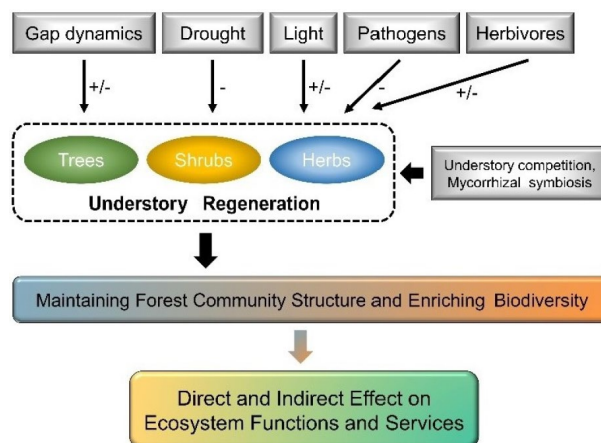 Gap dynamics
Drought
Light
Pathogens
Herbivores
+/-
-
+/-
-
+/-
Trees
Shrubs
Herbs
Understory Regeneration
Understory competition,
Mycorrhizal symbiosis
Maintaining Forest Community Structure and Enriching Biodiversity
Direct and Indirect Effect on
Ecosystem Functions and Services